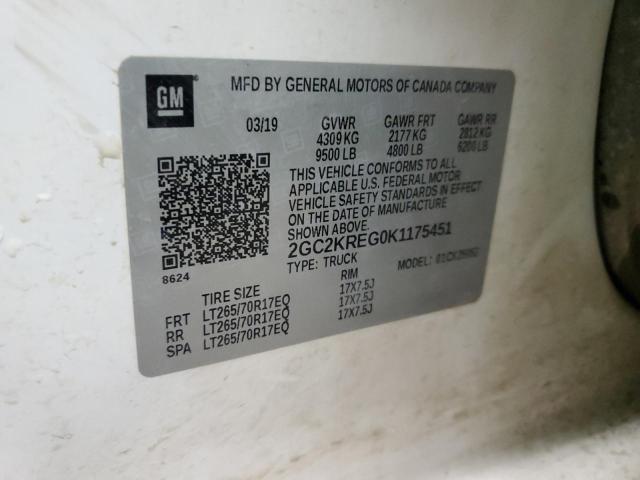 GM
MFD BY GENERAL MOTORS OF CANADA COMPANY
03/19 GVWR GAWR FRT GAWR RR
4309 KG 2177 KG 2812 KG
9500 LB 4800 LB 6200 LB
THIS VEHICLE CONFORMS TO ALL
APPLICABLE U.S. FEDERAL MOTOR
VEHICLE SAFETY STANDARDS IN EFFECT
ON THE DATE OF MANUFACTURE
SHOWN ABOVE.
2GC2KREG0K1175451
TYPE: TRUCK MODEL:
8624
TIRE SIZE RIM
FRT LT265/70R17EQ 17X7.5J
RR LT265/70R17EQ 17X7.5J
SPA LT265/70R17EQ 17X7.5J